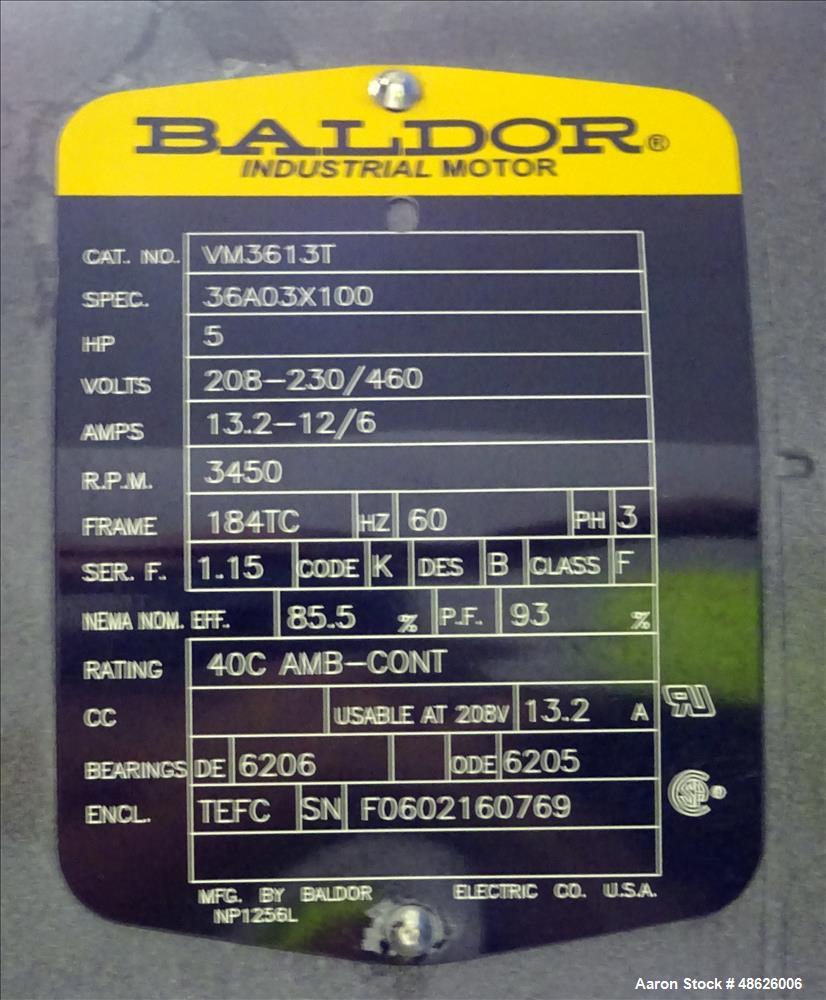 BALDOR®
INDUSTRIAL MOTOR
CAT. NO. VM3613T
SPEC. 36A03X100
HP 5
VOLTS 208-230/460
AMPS 13.2-12/6
R.P.M. 3450
FRAME 184TC HZ 60 PH 3
SER. F. 1.15 CODE K DES B CLASS F
NEMA NOM. EFF. 85.5 % P.F. 93 %
RATING 40C AMB-CONT
CC USABLE AT 208V 13.2 A
BEARINGS DE 6206 ODE 6205
ENCL. TEFC SN F0602160769
MFG. BY BALDOR ELECTRIC CO. U.S.A.
NP1256L
Aaron Stock # 48626006